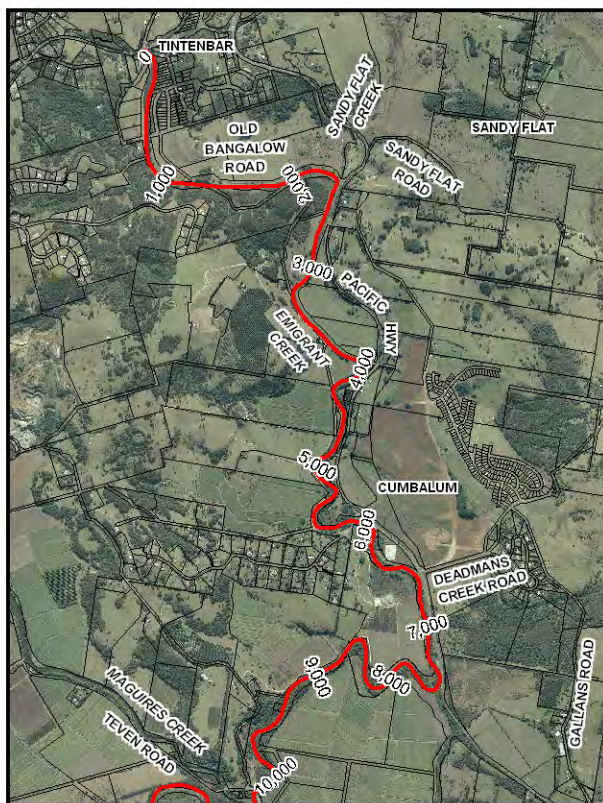 TINTENBAR
0
OLD
BANGALOW
ROAD
SANDY FLAT
CREEK
SANDY FLAT
SANDY FLAT
ROAD
1,000
2,000
3,000
PACIFIC
HWY
EMIGRANT
CREEK
4,000
5,000
CUMBALUM
6,000
DEADMANS
CREEK ROAD
7,000
8,000
9,000
GALLANS ROAD
MAGUIRES CREEK
TEVEN ROAD
10,000